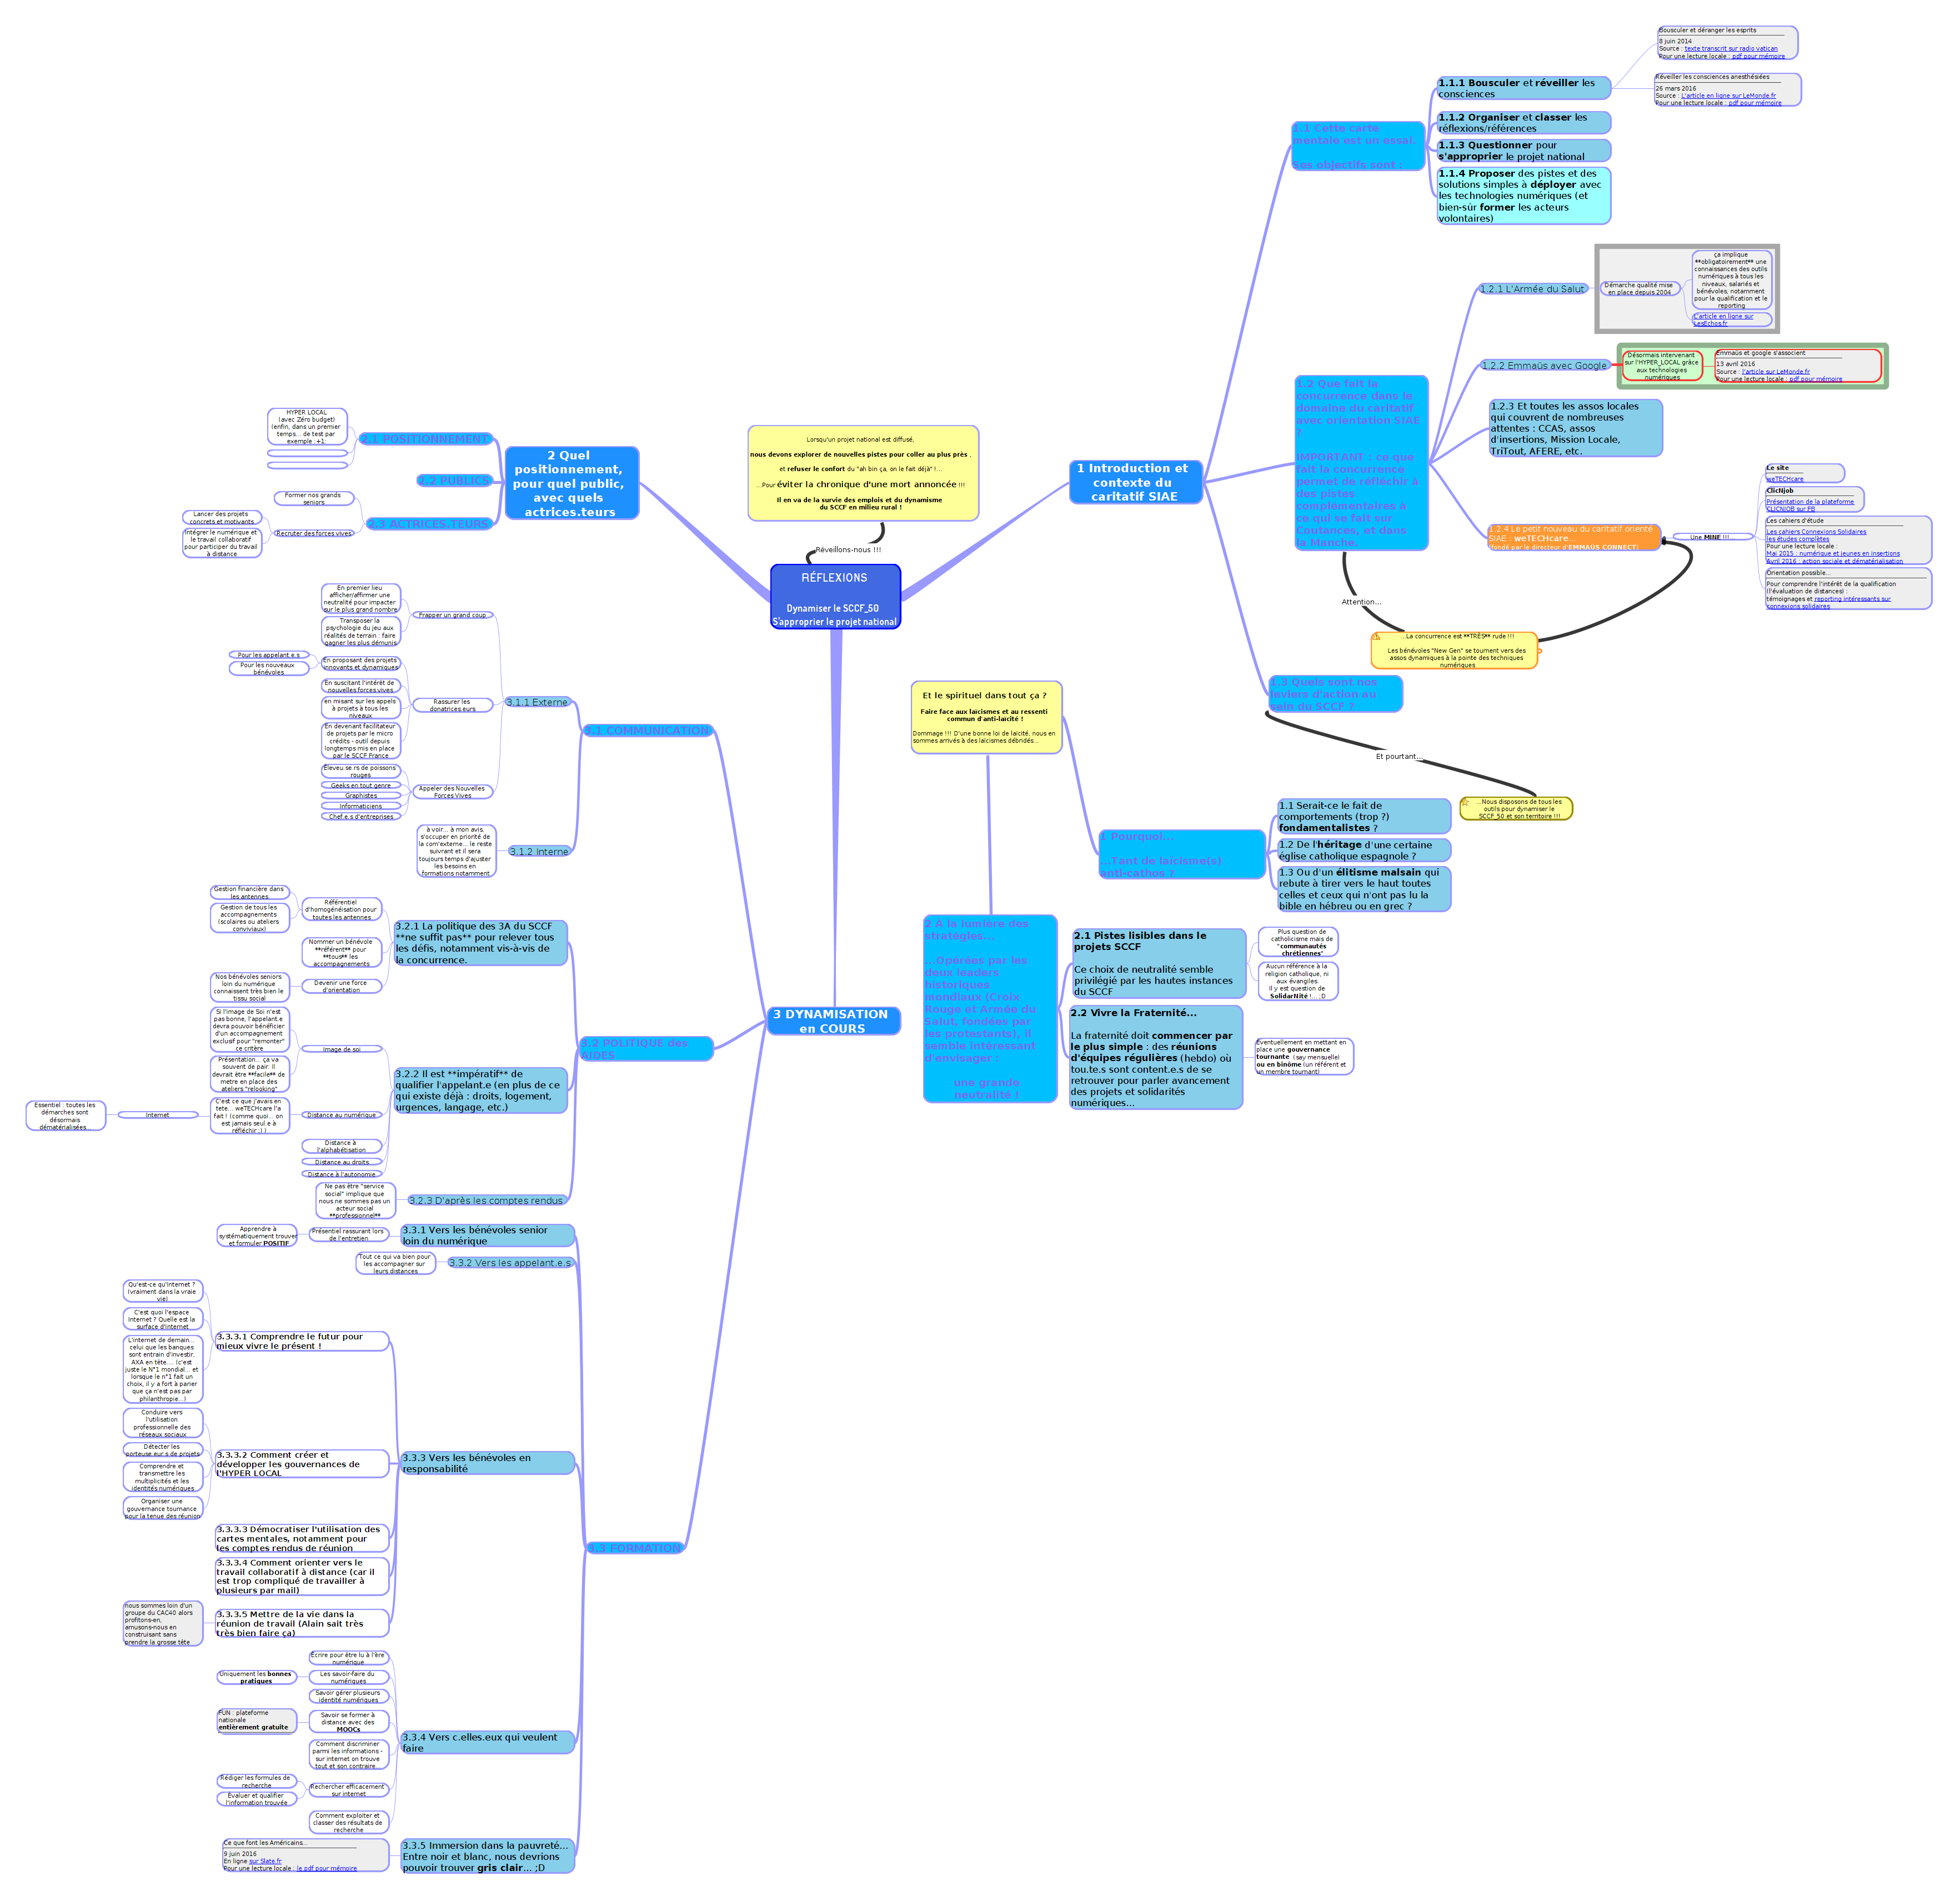 RÉFLEXIONS
Dynamiser le SCCF_50
S'approprier le projet national
Réveillons-nous !!!
Lorsqu'un projet national est diffusé,
nous devons explorer de nouvelles pistes pour coller au plus près ,
et refuser le confort du "ah bin ça, on le fait déjà" !...
...Pour éviter la chronique d'une mort annoncée !!!
Il en va de la survie des emplois et du dynamisme
du SCCF en milieu rural !
1 Introduction et
contexte du
caritatif SIAE
1.1 Cette carte
mentale est un essai.
Ses objectifs sont :
1.1.1 Bousculer et réveiller les
consciences
Bousculer et déranger les esprits
8 juin 2014
Source : texte transcrit sur radio vatican
Pour une lecture locale : pdf pour mémoire
Réveiller les consciences anesthésiées
26 mars 2016
Source : L'article en ligne sur LeMonde.fr
Pour une lecture locale : pdf pour mémoire
1.1.2 Organiser et classer les
réflexions/références
1.1.3 Questionner pour
s'approprier le projet national
1.1.4 Proposer des pistes et des
solutions simples à déployer avec
les technologies numériques (et
bien-sûr former les acteurs
volontaires)
1.2 Que fait la
concurrence dans le
domaine du caritatif
avec orientation SIAE
?
IMPORTANT : ce que
fait la concurrence
permet de réfléchir à
des pistes
complémentaires à
ce qui se fait sur
Coutances, et dans
la Manche.
1.2.1 L'Armée du Salut
Démarche qualité mise
en place depuis 2004
ça implique
**obligatoirement** une
connaissances des outils
numériques à tous les
niveaux, salariés et
bénévoles, notamment
pour la qualification et le
reporting
L'article en ligne sur
LesEchos.fr
1.2.2 Emmaüs avec Google
Désormais intervenant
sur l'HYPER_LOCAL grâce
aux technologies
numériques
Emmaüs et google s'associent
13 avril 2016
Source : l'article sur LeMonde.fr
Pour une lecture locale : pdf pour mémoire
1.2.3 Et toutes les assos locales
qui couvrent de nombreuses
attentes : CCAS, assos
d'insertions, Mission Locale,
TriTout, AFERE, etc.
1.2.4 Le petit nouveau du caritatif orienté
SIAE : weTECHcare...
(fondé par le directeur d'EMMAÜS CONNECT)
Une MINE !!!...
Le site
weTECHcare
ClicNjob
Présentation de la plateforme
CLICNJOB sur FB
Les cahiers d'étude
Les cahiers Connexions Solidaires
les études complètes
Pour une lecture locale :
Mai 2015 : numérique et jeunes en insertions
Avril 2016 : action sociale et dématérialisation
Orientation possible...
Pour comprendre l'intérêt de la qualification
(l'évaluation de distances) :
témoignages et reporting intéressants sur
connexions solidaires
Attention...
...La concurrence est **TRÈS** rude !!!
Les bénévoles "New Gen" se tournent vers des
assos dynamiques à la pointe des techniques
numériques
1.3 Quels sont nos
leviers d'action au
sein du SCCF ?
Et pourtant...
...Nous disposons de tous les
outils pour dynamiser le
SCCF_50 et son territoire !!!
Et le spirituel dans tout ça ?
Faire face aux laïcismes et au ressenti
commun d'anti-laïcité !
Dommage !!! D'une bonne loi de laïcité, nous en
sommes arrivés à des laïcismes débridés...
1 Pourquoi...
...Tant de laïcisme(s)
anti-cathos ?
1.1 Serait-ce le fait de
comportements (trop ?)
fondamentalistes ?
1.2 De l'héritage d'une certaine
église catholique espagnole ?
1.3 Ou d'un élitisme malsain qui
rebute à tirer vers le haut toutes
celles et ceux qui n'ont pas lu la
bible en hébreu ou en grec ?
2 À la lumière des
stratégies...
...Opérées par les
deux leaders
historiques
mondiaux (Croix
Rouge et Armée du
Salut, fondées par
les protestants), il
semble intéressant
d'envisager :
une grande
neutralité !
2.1 Pistes lisibles dans le
projets SCCF
Ce choix de neutralité semble
privilégié par les hautes instances
du SCCF
Plus question de
catholicisme mais de
"communautés
chrétiennes"
Aucun référence à la
religion catholique, ni
aux évangiles.
Il y est question de
SolidarNité !... ;D
2.2 Vivre la Fraternité...
La fraternité doit commencer par
le plus simple : des réunions
d'équipes régulières (hebdo) où
tou.te.s sont content.e.s de se
retrouver pour parler avancement
des projets et solidarités
numériques...
Éventuellement en mettant en
place une gouvernance
tournante (say mensuelle)
ou en binôme (un référent et
un membre tournant)
2 Quel
positionnement,
pour quel public,
avec quels
actrices.teurs
2.1 POSITIONNEMENT
HYPER LOCAL
(avec Zéro budget)
(enfin, dans un premier
temps... de test par
exemple :+1:
2.2 PUBLICS
2.3 ACTRICES.TEURS
Former nos grands
seniors
Recruter des forces vives
Lancer des projets
concrets et motivants
Intégrer le numérique et
le travail collaboratif
pour participer du travail
à distance
3 DYNAMISATION
en COURS
3.1 COMMUNICATION
3.1.1 Externe
Frapper un grand coup
En premier lieu
afficher/affirmer une
neutralité pour impacter
sur le plus grand nombre
Transposer la
psychologie du jeu aux
réalités de terrain : faire
gagner les plus démunis
Rassurer les
donatrices.eurs
En proposant des projets
innovants et dynamiques
Pour les appelant.e.s
Pour les nouveaux
bénévoles
En suscitant l'intérêt de
nouvelles forces vives
en misant sur les appels
à projets à tous les
niveaux
En devenant facilitateur
de projets par le micro
crédits - outil depuis
longtemps mis en place
par le SCCF France
Appeler des Nouvelles
Forces Vives
Éleveu.se.rs de poissons
rouges
Geeks en tout genre
Graphistes
Informaticiens
Chef.e.s d'entreprises
3.1.2 Interne
à voir... à mon avis,
s'occuper en priorité de
la com'externe... le reste
suivrant et il sera
toujours temps d'ajuster
les besoins en
formations notamment
3.2 POLITIQUE des
AIDES
3.2.1 La politique des 3A du SCCF
**ne suffit pas** pour relever tous
les défis, notamment vis-à-vis de
la concurrence.
Référentiel
d'homogénéisation pour
toutes les antennes
Gestion financière dans
les antennes
Gestion de tous les
accompagnements
(scolaires ou ateliers
conviviaux)
Nommer un bénévole
**référent** pour
**tous** les
accompagnements
Devenir une force
d'orientation
Nos bénévoles seniors
loin du numérique
connaissent très bien le
tissu social
3.2.2 Il est **impératif** de
qualifier l'appelant.e (en plus de ce
qui existe déjà : droits, logement,
urgences, langage, etc.)
Image de soi
Si l'image de Soi n'est
pas bonne, l'appelant.e
devra pouvoir bénéficier
d'un accompagnement
exclusif pour "remonter"
ce critère
Présentation... ça va
souvent de pair. Il
devrait être **facile** de
metre en place des
ateliers "relooking"
Distance au numérique
C'est ce que j'avais en
tete... weTECHcare l'a
fait ! (comme quoi... on
est jamais seul.e à
réfléchir ;) )
Internet
Essentiel : toutes les
démarches sont
désormais
dématérialisées...
Distance à
l'alphabétisation
Distance au droits
Distance à l'autonomie
3.2.3 D'après les comptes rendus
Ne pas être "service
social" implique que
nous ne sommes pas un
acteur social
**professionnel**
3.3 FORMATION
3.3.1 Vers les bénévoles senior
loin du numérique
Présentiel rassurant lors
de l'entretien
Apprendre à
systématiquement trouver
et formuler POSITIF
3.3.2 Vers les appelant.e.s
Tout ce qui va bien pour
les accompagner sur
leurs distances
3.3.3 Vers les bénévoles en
responsabilité
3.3.3.1 Comprendre le futur pour
mieux vivre le présent !
Qu'est-ce qu'Internet ?
(vraiment dans la vraie
vie)
C'est quoi l'espace
Internet ? Quelle est la
surface d'Internet
L'internet de demain...
celui que les banques
sont entrain d'investir,
AXA en tête.... (c'est
juste le N°1 mondial... et
lorsque le n°1 fait un
choix, il y a fort à parier
que ça n'est pas par
philanthropie...)
3.3.3.2 Comment créer et
développer les gouvernances de
l'HYPER LOCAL
Conduire vers
l'utilisation
professionnelle des
réseaux sociaux
Détecter les
porteuse.eur.s de projets
Comprendre et
transmettre les
multiplicités et les
identités numériques
Organiser une
gouvernance tournance
pour la tenue des réunion
3.3.3.3 Démocratiser l'utilisation des
cartes mentales, notamment pour
les comptes rendus de réunion
3.3.3.4 Comment orienter vers le
travail collaboratif à distance (car il
est trop compliqué de travailler à
plusieurs par mail)
3.3.3.5 Mettre de la vie dans la
réunion de travail (Alain sait très
très bien faire ça)
nous sommes loin d'un
groupe du CAC40 alors
profitons-en,
amusons-nous en
construisant sans
prendre la grosse tête
3.3.4 Vers c.elles.eux qui veulent
faire
Écrire pour être lu à l'ère
numérique
Les savoir-faire du
numériques
Uniquement les bonnes
pratiques
Savoir gérer plusieurs
identité numériques
Savoir se former à
distance avec des
MOOCs
FUN : plateforme
nationale
entièrement gratuite
Comment discriminer
parmi les informations -
sur internet on trouve
tout et son contraire...
Rechercher efficacement
sur internet
Rédiger les formules de
recherche
Évaluer et qualifier
l'information trouvée
Comment exploiter et
classer des résultats de
recherche
3.3.5 Immersion dans la pauvreté...
Entre noir et blanc, nous devrions
pouvoir trouver gris clair... ;D
Ce que font les Américains...
9 juin 2016
En ligne sur Slate.fr
Pour une lecture locale : le pdf pour mémoire